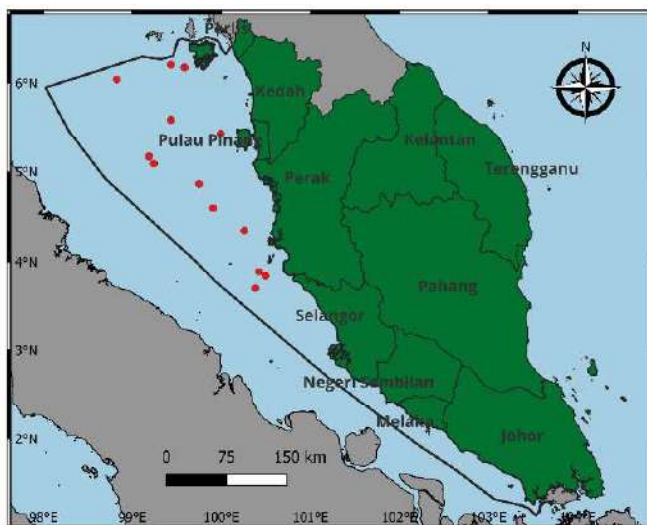 Perlis
N
6°N
Kedah
Pulau Pinang
Kelantan
Terengganu
5°N
Perak
4°N
Pahang
Selangor
3°N
Negeri Sembilan
Melaka
Johor
2°N
0 75 150 km
98°E 99°E 100°E 101°E 102°E 103°E 104°E